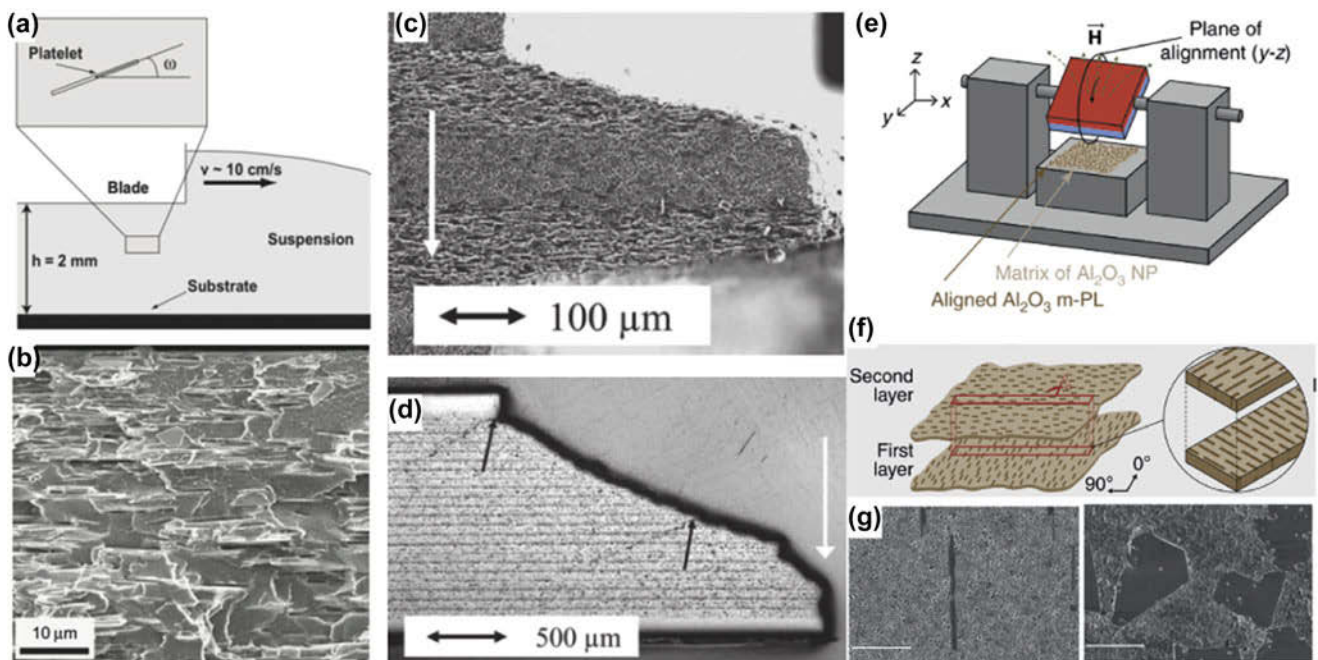 (a)
Platelet
ω
v ~ 10 cm/s
Blade
Suspension
h = 2 mm
Substrate
(b)
10 μm
(c)
100 μm
(d)
500 μm
(e)
H
Plane of
alignment (y-z)
z
x
y
Matrix of Al₂O₃ NP
Aligned Al₂O₃ m-PL
(f)
Second
layer
First
layer
0°
90°
(g)